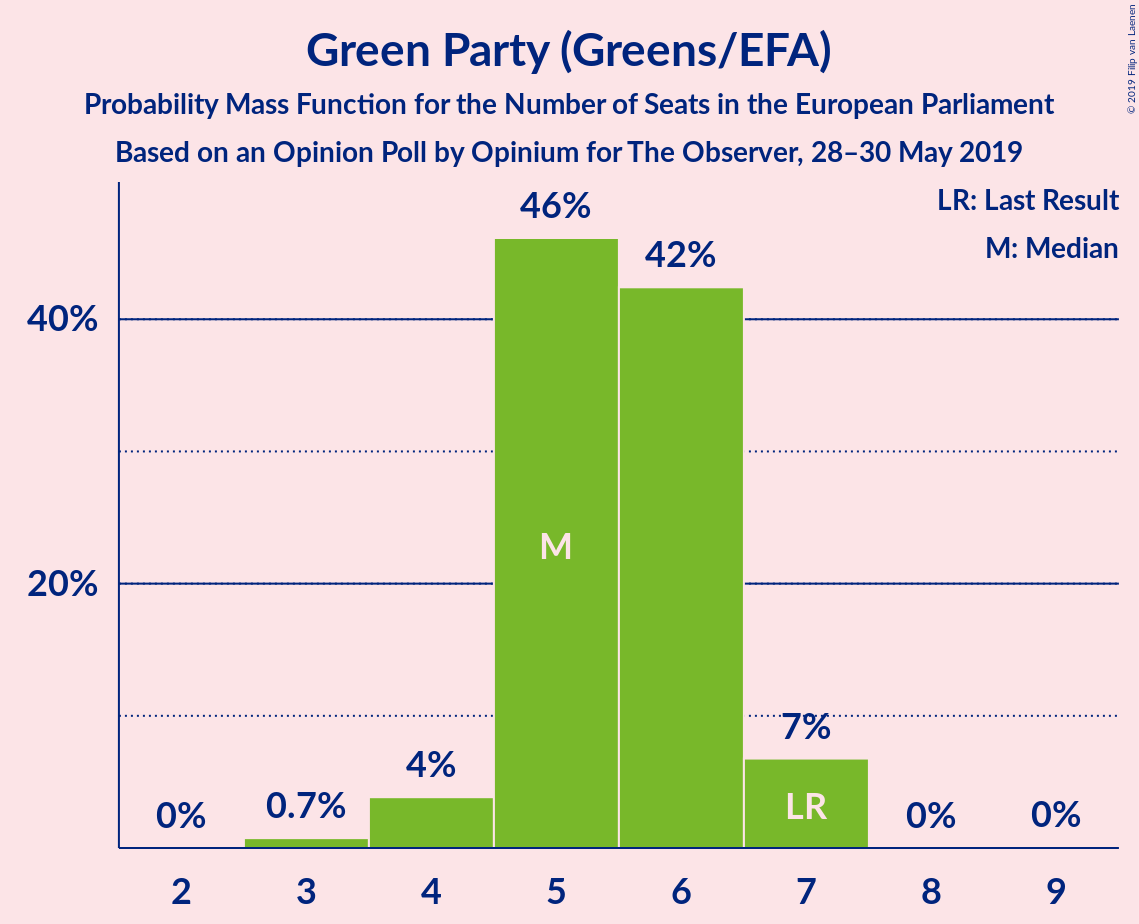 Green Party (Greens/EFA)
Probability Mass Function for the Number of Seats in the European Parliament
Based on an Opinion Poll by Opinium for The Observer, 28–30 May 2019
© 2019 Filip van Laenen
LR: Last Result
M: Median
46%
42%
40%
M
20%
7%
4%
0.7%
0%
LR
0%
0%
2 3 4 5 6 7 8 9